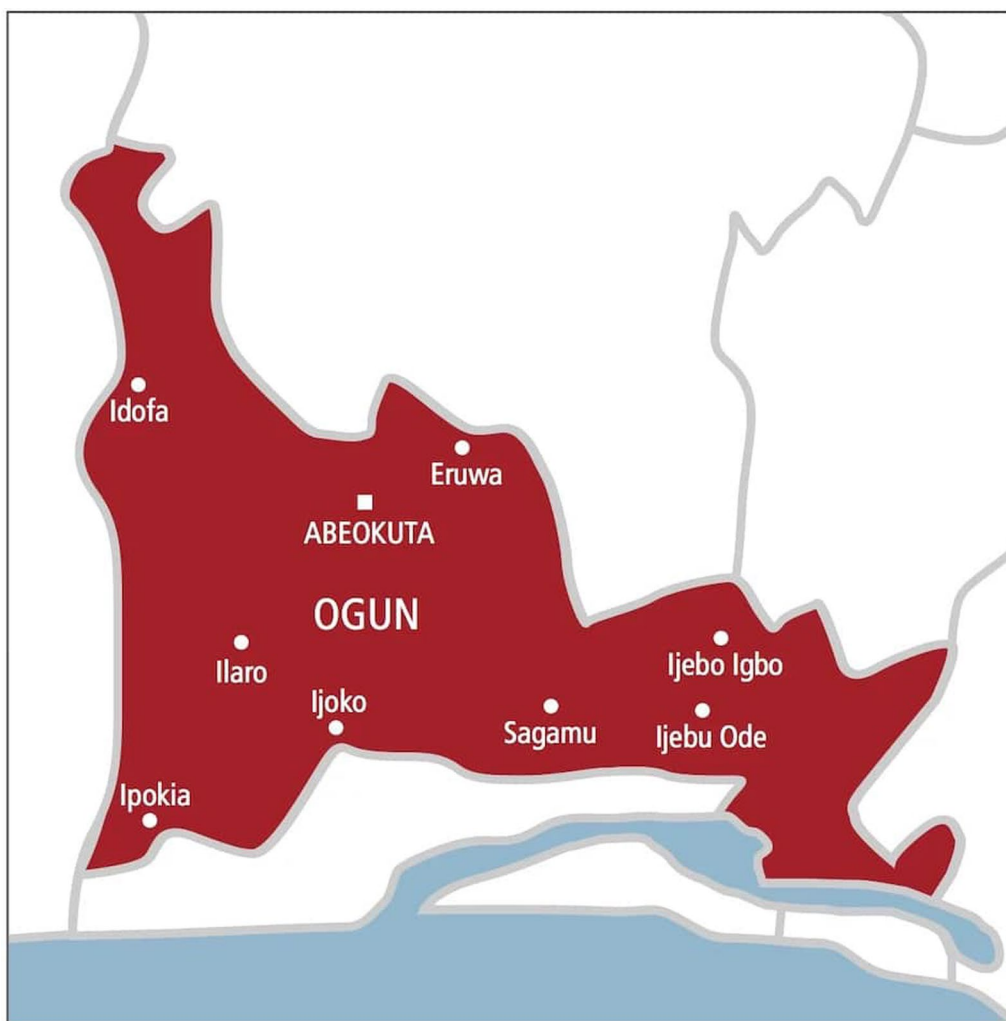 Idofa
Eruwa
ABEOKUTA
OGUN
Ilaro
Ijebo Igbo
Ijoko
Sagamu
Ijebu Ode
Ipokia